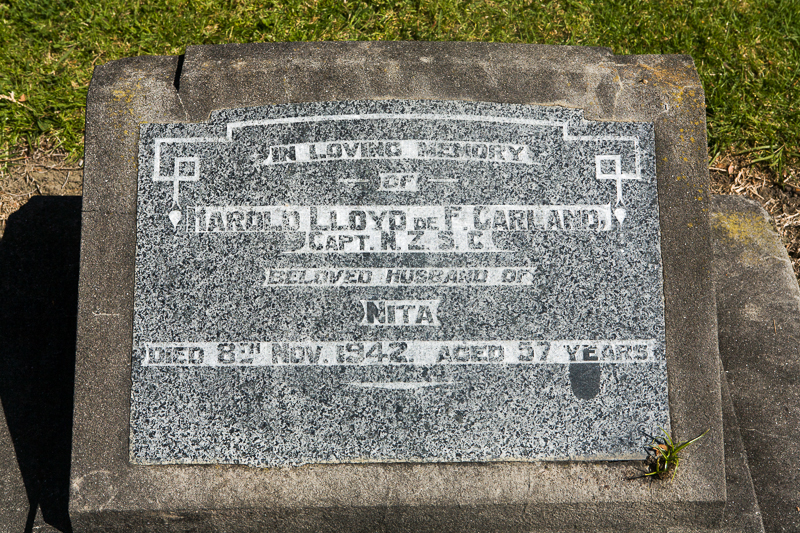 IN LOVING MEMORY
OF
HAROLD LLOYD DE F. GARLAND,
CAPT. N. Z. S. C.
BELOVED HUSBAND OF
NITA
DIED 8TH NOV. 1942. AGED 57 YEARS.